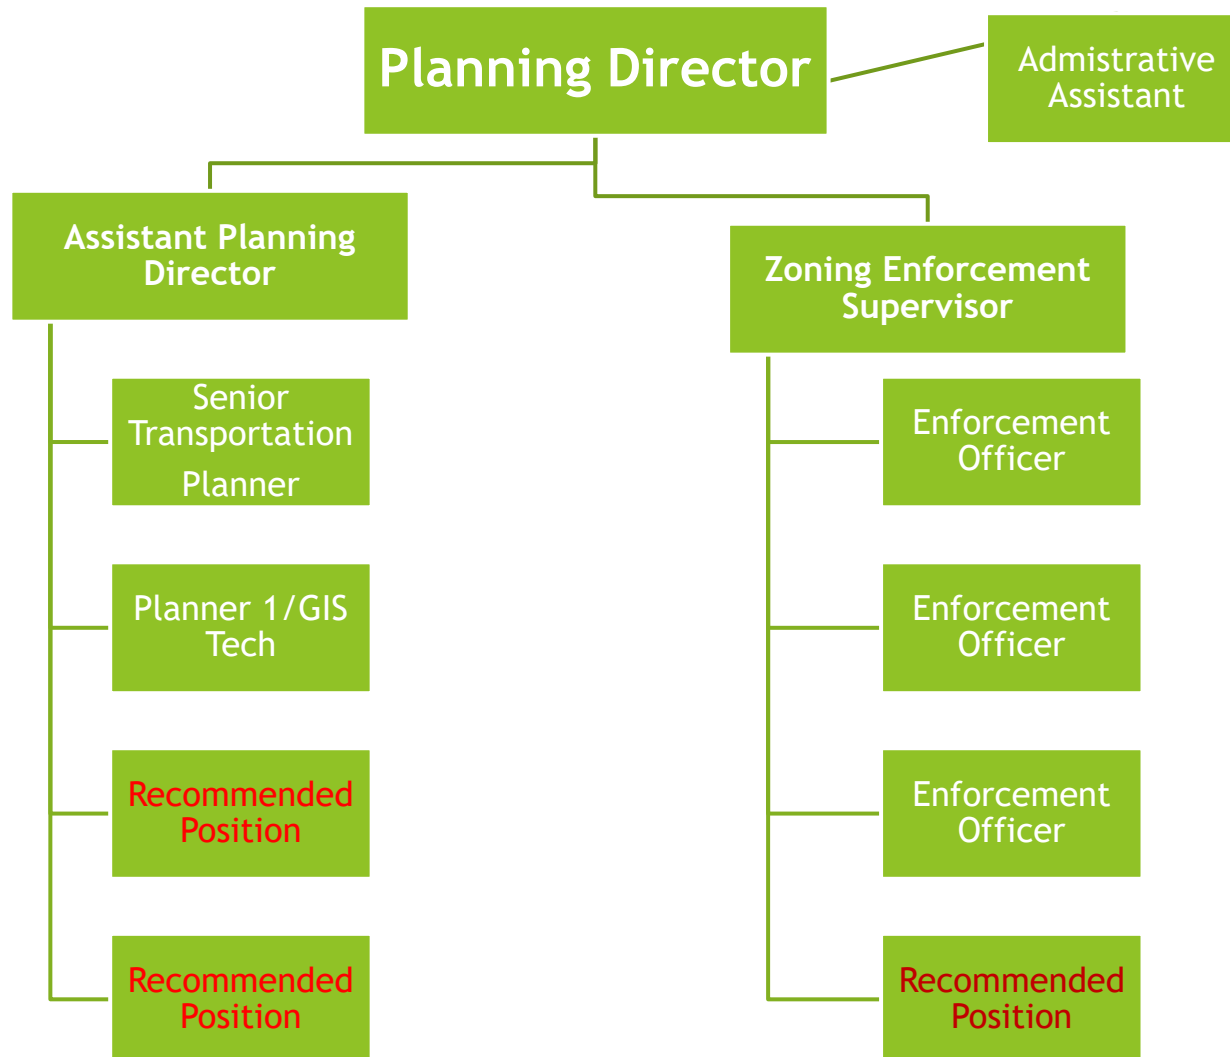 Planning Director
Admistrative
Assistant
Assistant Planning
Director
Zoning Enforcement
Supervisor
Senior
Transportation
Planner
Enforcement
Officer
Planner 1/GIS
Tech
Enforcement
Officer
Recommended
Position
Enforcement
Officer
Recommended
Position
Recommended
Position